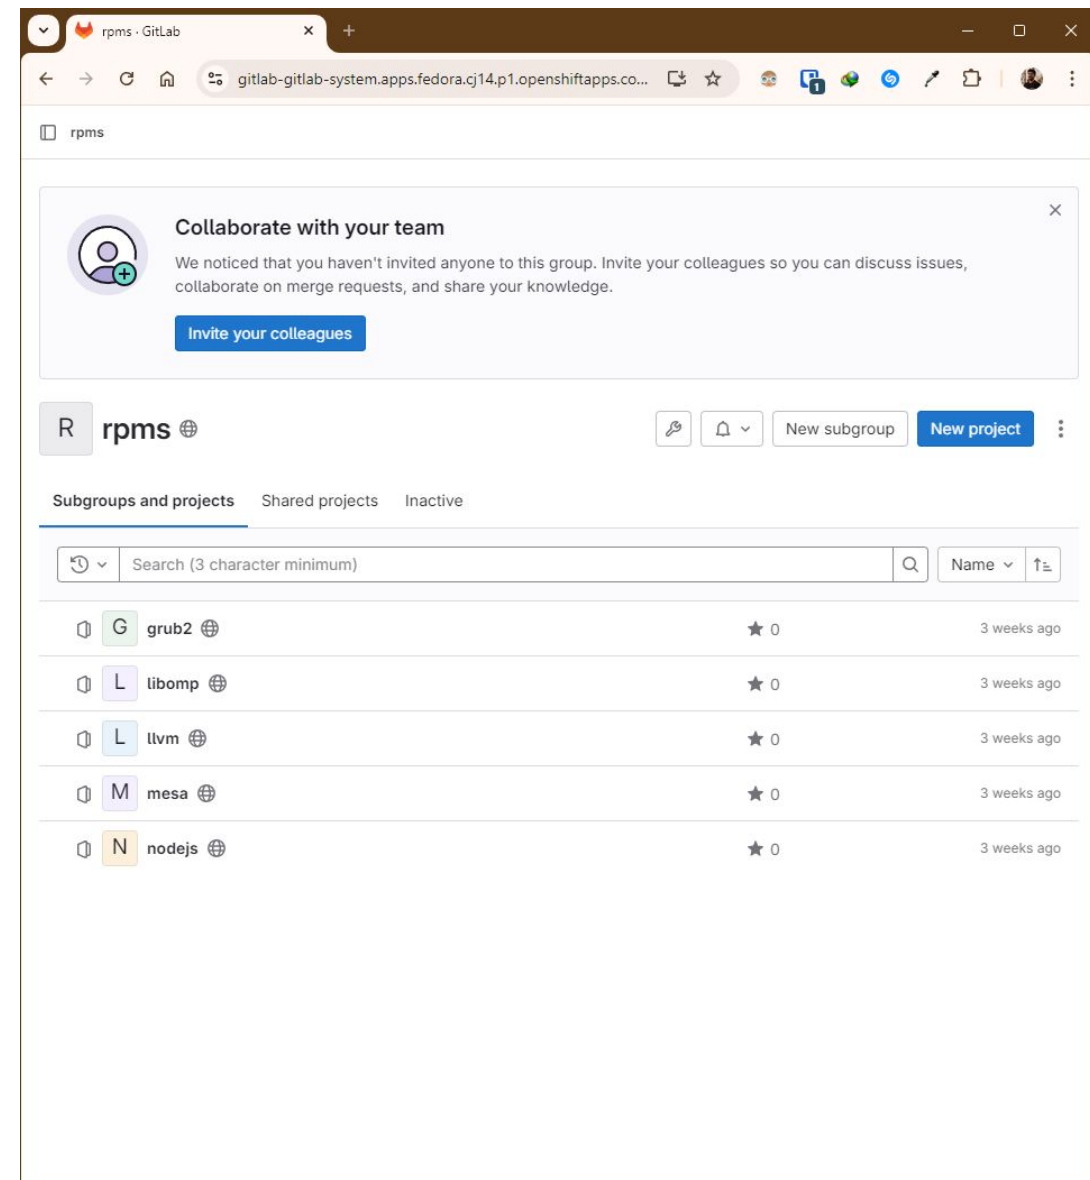 rpms · GitLab
gitlab-gitlab-system.apps.fedora.cj14.p1.openshiftapps.co...
1
rpms
Collaborate with your team
We noticed that you haven't invited anyone to this group. Invite your colleagues so you can discuss issues,
collaborate on merge requests, and share your knowledge.
Invite your colleagues
R rpms New subgroup New project
Subgroups and projects Shared projects Inactive
Search (3 character minimum) Name
G grub2 0 3 weeks ago
L libomp 0 3 weeks ago
L llvm 0 3 weeks ago
M mesa 0 3 weeks ago
N nodejs 0 3 weeks ago